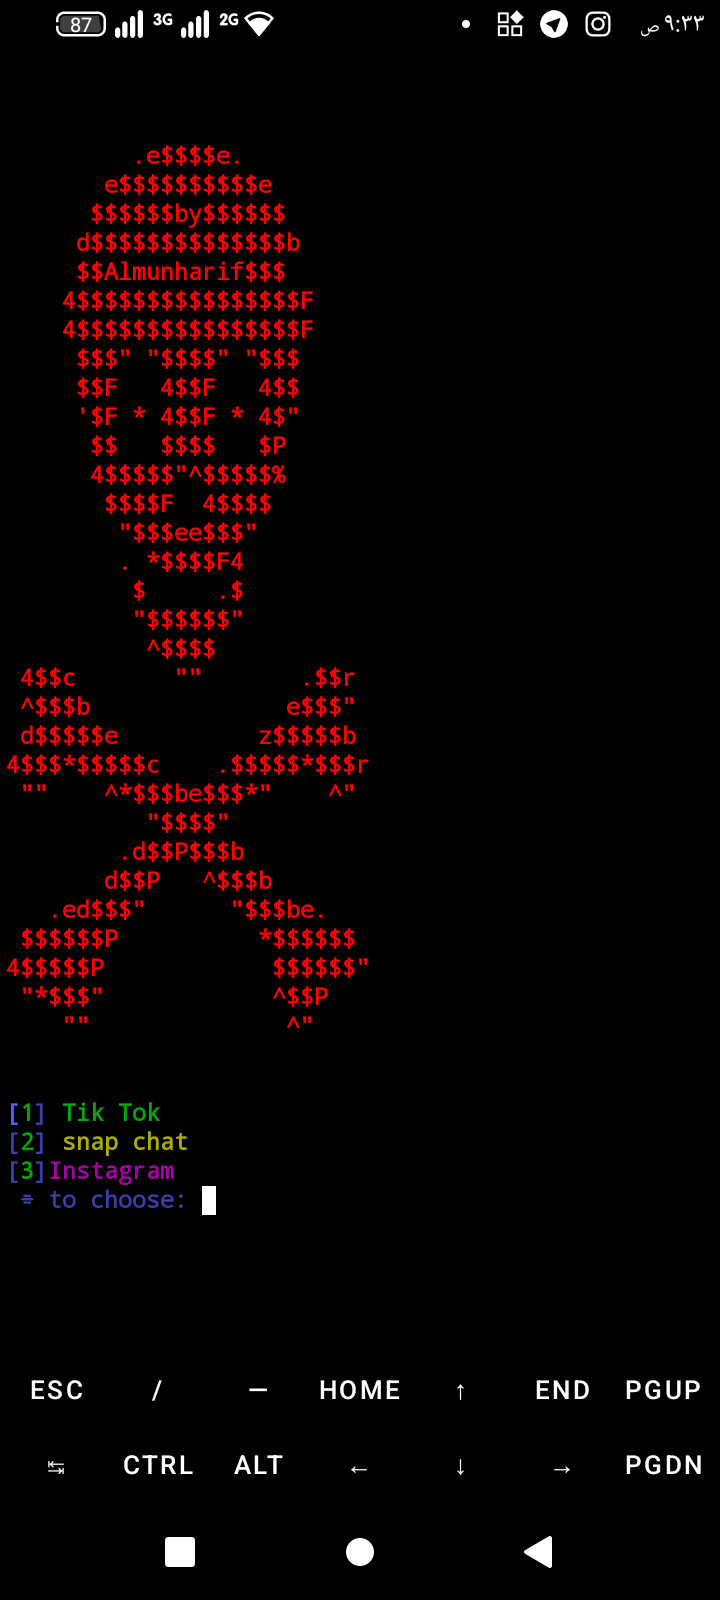 87 3G 2G ٩:٣٣ ص
.e$$$$e.
e$$$$$$$$$$e
$$$$$$by$$$$$$
d$$$$$$$$$$$$$$b
$$Almunharif$$$
4$$$$$$$$$$$$$$$$F
4$$$$$$$$$$$$$$$$F
$$$" "$$$$" "$$$
$$F   4$$F   4$$
'$F * 4$$F * 4$"
$$   $$$$   $P
4$$$$$"^$$$$$%
$$$$F  4$$$$
"$$$ee$$$"
. *$$$$F4
$     .$
"$$$$$$"
^$$$$
4$$c       ""       .$$r
^$$$b              e$$$"
d$$$$$e          z$$$$$b
4$$$*$$$$$c    .$$$$$*$$$r
""    ^*$$$be$$$*"    ^"
"$$$$"
.d$$P$$$b
d$$P   ^$$$b
.ed$$$"      "$$$be.
$$$$$$P          *$$$$$$
4$$$$$P            $$$$$$"
"*$$$"            ^$$P
""              ^"
[1] Tik Tok
[2] snap chat
[3]Instagram
to choose:
ESC / — HOME ↑ END PGUP
↹ CTRL ALT ← ↓ → PGDN